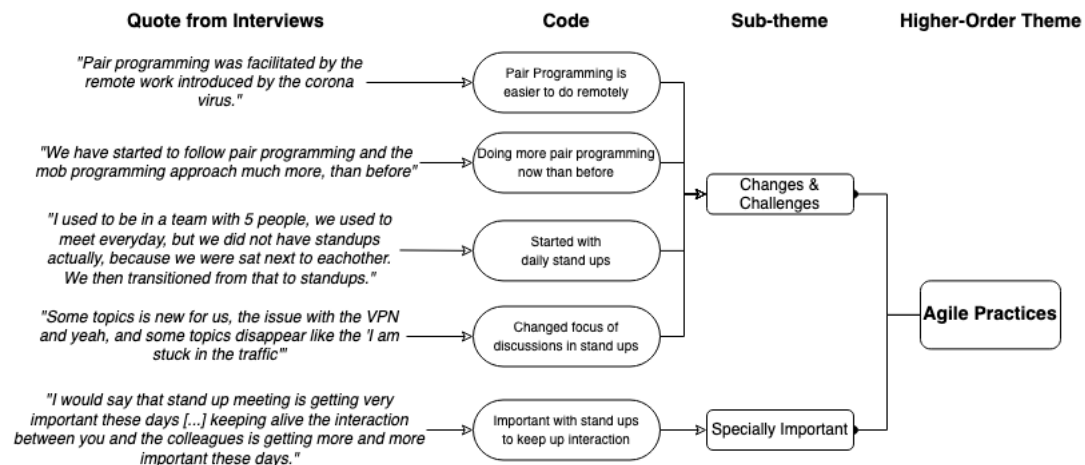 Quote from Interviews
Code
Sub-theme
Higher-Order Theme
"Pair programming was facilitated by the
remote work introduced by the corona
virus."
Pair Programming is
easier to do remotely
"We have started to follow pair programming and the
mob programming approach much more, than before"
Doing more pair programming
now than before
"I used to be in a team with 5 people, we used to
meet everyday, but we did not have standups
actually, because we were sat next to eachother.
We then transitioned from that to standups."
Started with
daily stand ups
"Some topics is new for us, the issue with the VPN
and yeah, and some topics disappear like the 'I am
stuck in the traffic'"
Changed focus of
discussions in stand ups
"I would say that stand up meeting is getting very
important these days [...] keeping alive the interaction
between you and the colleagues is getting more and more
important these days."
Important with stand ups
to keep up interaction
Changes &
Challenges
Specially Important
Agile Practices